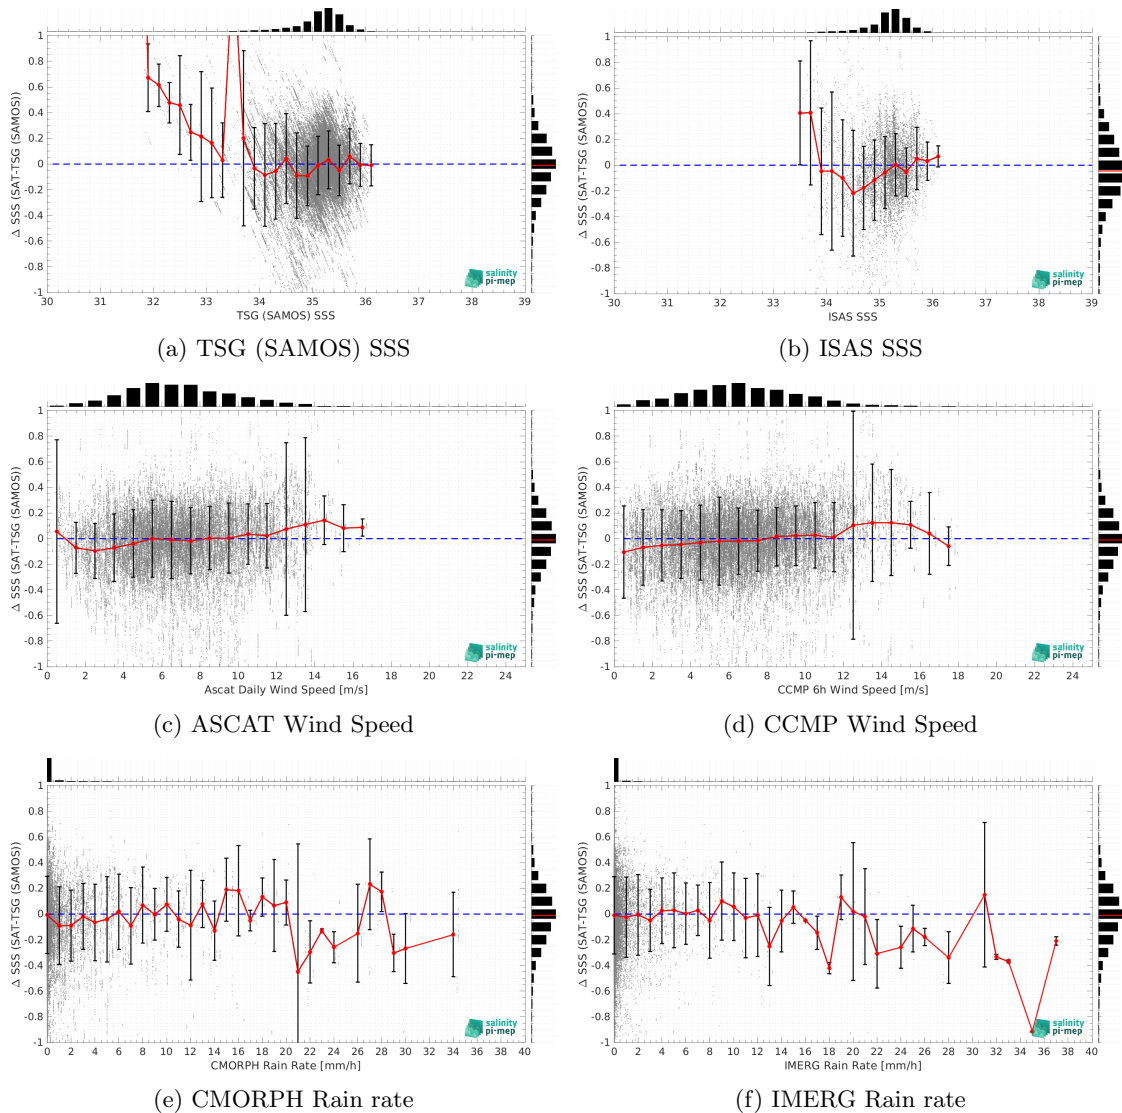 1
0.8
0.6
0.4
0.2
0
-0.2
-0.4
-0.6
-0.8
-1
Δ SSS (SAT-TSG (SAMOS))
30 31 32 33 34 35 36 37 38 39
TSG (SAMOS) SSS
salinity
pi-mep
(a) TSG (SAMOS) SSS
1
0.8
0.6
0.4
0.2
0
-0.2
-0.4
-0.6
-0.8
-1
Δ SSS (SAT-TSG (SAMOS))
30 31 32 33 34 35 36 37 38 39
ISAS SSS
salinity
pi-mep
(b) ISAS SSS
1
0.8
0.6
0.4
0.2
0
-0.2
-0.4
-0.6
-0.8
-1
Δ SSS (SAT-TSG (SAMOS))
0 2 4 6 8 10 12 14 16 18 20 22 24
Ascat Daily Wind Speed [m/s]
salinity
pi-mep
(c) ASCAT Wind Speed
1
0.8
0.6
0.4
0.2
0
-0.2
-0.4
-0.6
-0.8
-1
Δ SSS (SAT-TSG (SAMOS))
0 2 4 6 8 10 12 14 16 18 20 22 24
CCMP 6h Wind Speed [m/s]
salinity
pi-mep
(d) CCMP Wind Speed
1
0.8
0.6
0.4
0.2
0
-0.2
-0.4
-0.6
-0.8
-1
Δ SSS (SAT-TSG (SAMOS))
0 2 4 6 8 10 12 14 16 18 20 22 24 26 28 30 32 34 36 38 40
CMORPH Rain Rate [mm/h]
salinity
pi-mep
(e) CMORPH Rain rate
1
0.8
0.6
0.4
0.2
0
-0.2
-0.4
-0.6
-0.8
-1
Δ SSS (SAT-TSG (SAMOS))
0 2 4 6 8 10 12 14 16 18 20 22 24 26 28 30 32 34 36 38 40
IMERG Rain Rate [mm/h]
salinity
pi-mep
(f) IMERG Rain rate